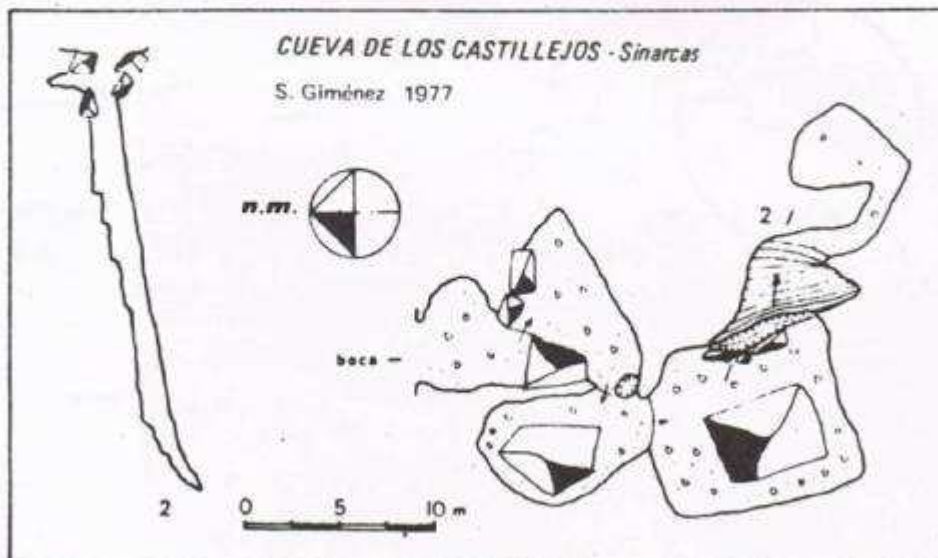 CUEVA DE LOS CASTILLEJOS - Sinarcas
S. Giménez 1977
n.m.
2
boca
2
0 5 10 m